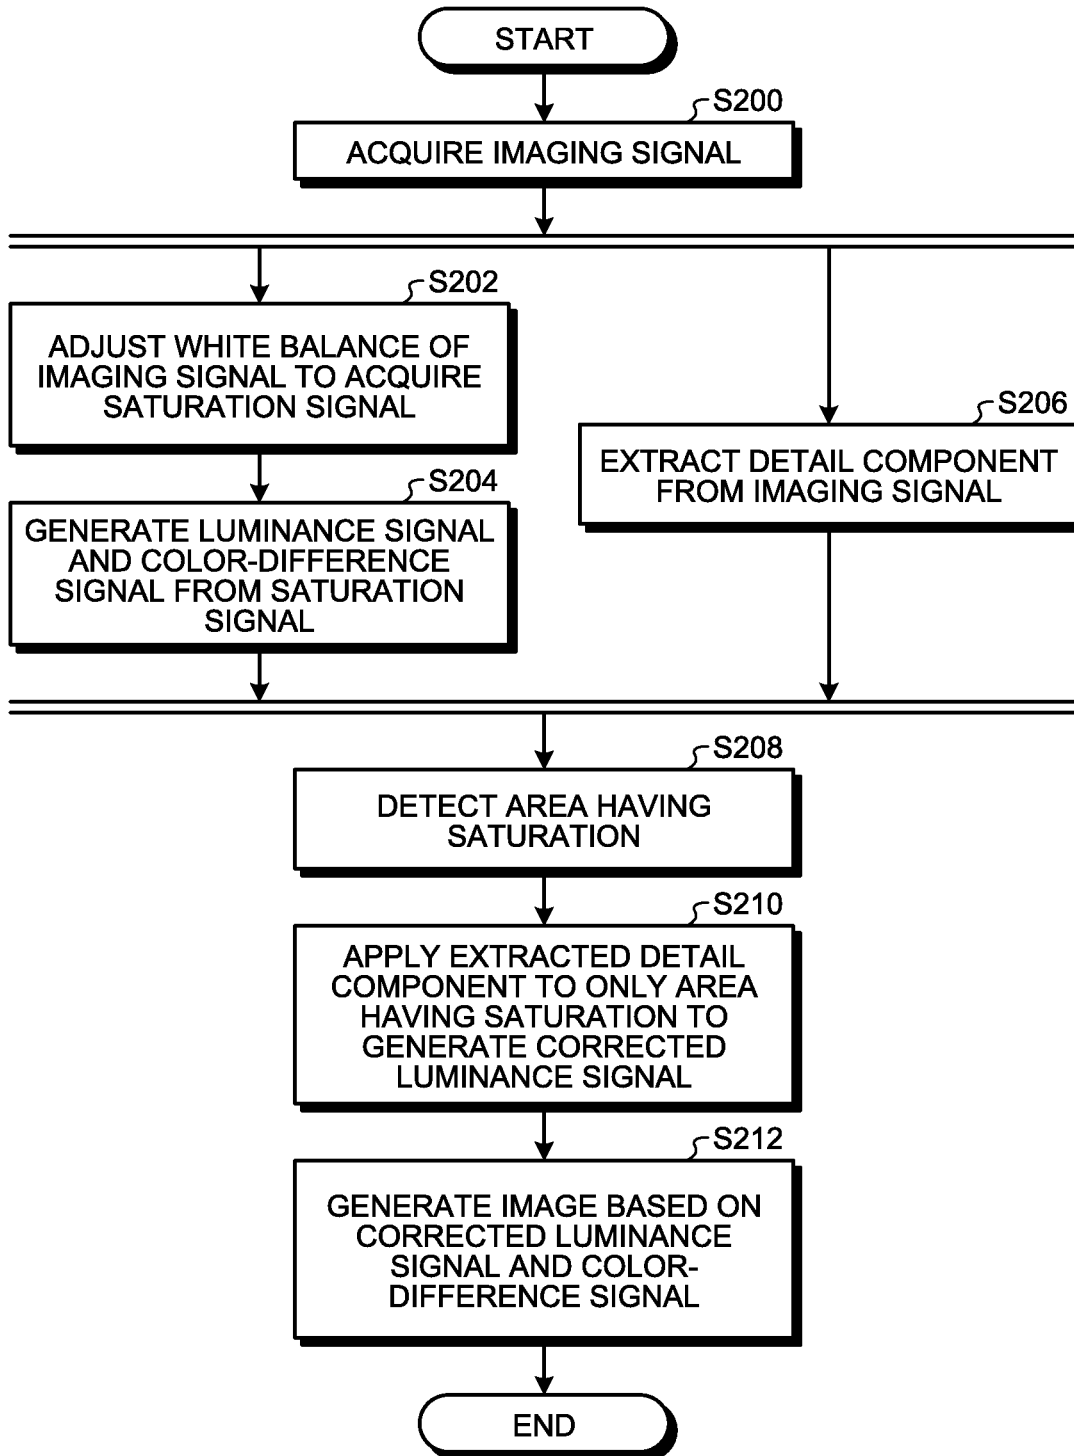 START
S200
ACQUIRE IMAGING SIGNAL
S202
ADJUST WHITE BALANCE OF
IMAGING SIGNAL TO ACQUIRE
SATURATION SIGNAL
S204
GENERATE LUMINANCE SIGNAL
AND COLOR-DIFFERENCE
SIGNAL FROM SATURATION
SIGNAL
S206
EXTRACT DETAIL COMPONENT
FROM IMAGING SIGNAL
S208
DETECT AREA HAVING
SATURATION
S210
APPLY EXTRACTED DETAIL
COMPONENT TO ONLY AREA
HAVING SATURATION TO
GENERATE CORRECTED
LUMINANCE SIGNAL
S212
GENERATE IMAGE BASED ON
CORRECTED LUMINANCE
SIGNAL AND COLOR-
DIFFERENCE SIGNAL
END